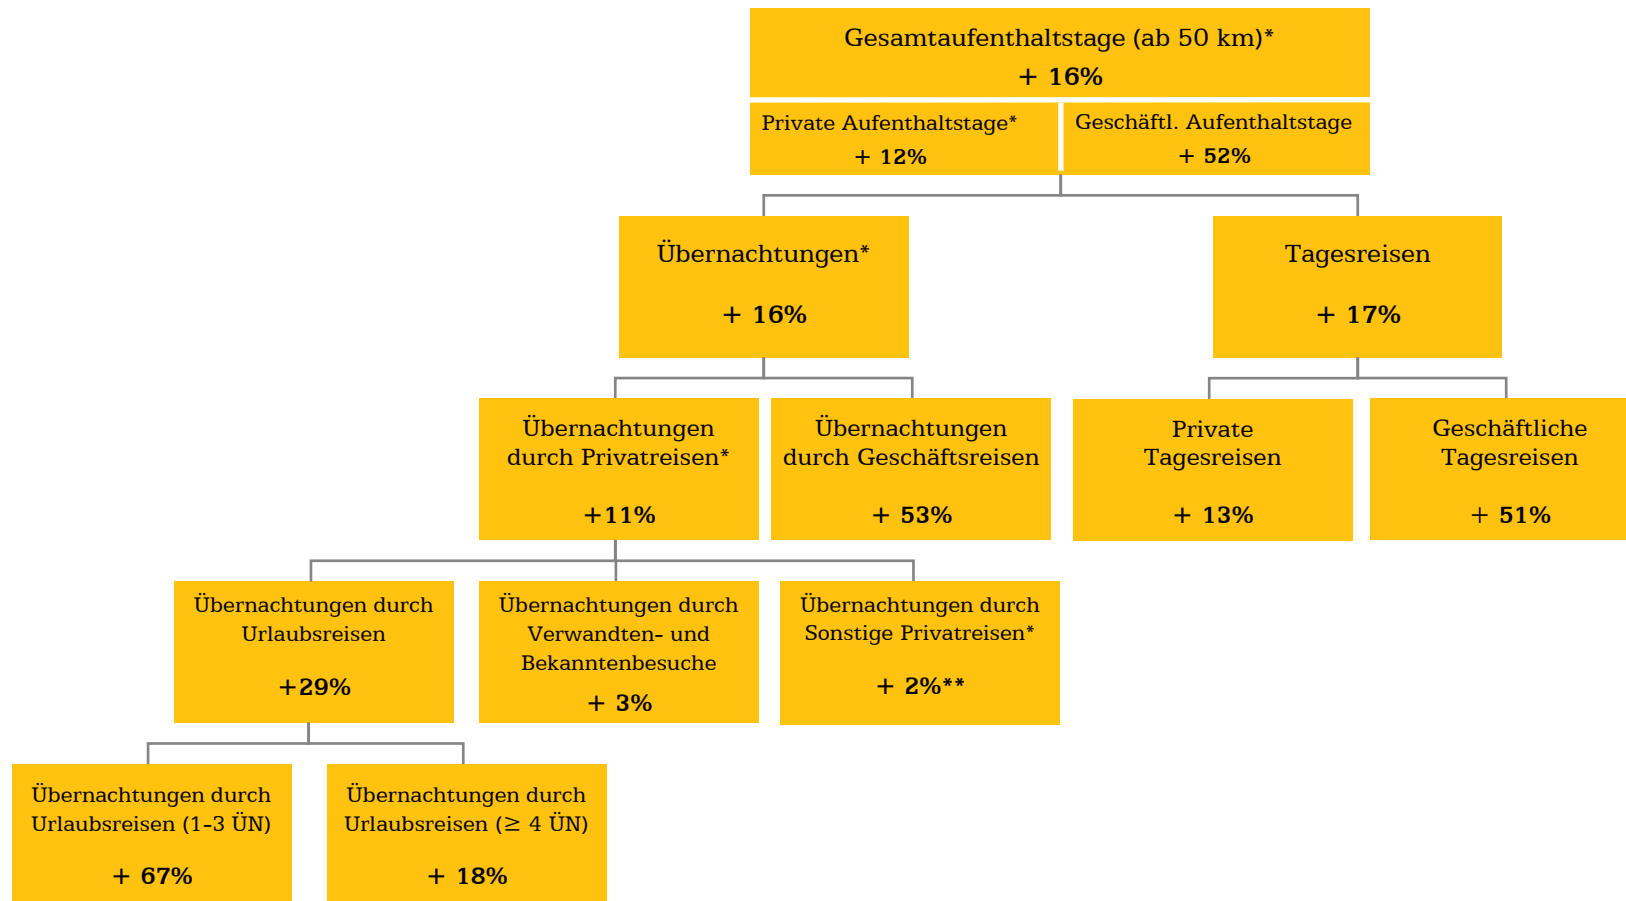 Gesamtaufenthaltstage (ab 50 km)*
+ 16%
Private Aufenthaltstage*
+ 12%
Geschäftl. Aufenthaltstage
+ 52%
Übernachtungen*
+ 16%
Tagesreisen
+ 17%
Übernachtungen
durch Privatreisen*
+11%
Übernachtungen
durch Geschäftsreisen
+ 53%
Private
Tagesreisen
+ 13%
Geschäftliche
Tagesreisen
+ 51%
Übernachtungen durch
Urlaubsreisen
+29%
Übernachtungen durch
Verwandten- und
Bekanntenbesuche
+ 3%
Übernachtungen durch
Sonstige Privatreisen*
+ 2%**
Übernachtungen durch
Urlaubsreisen (1-3 ÜN)
+ 67%
Übernachtungen durch
Urlaubsreisen (≥ 4 ÜN)
+ 18%